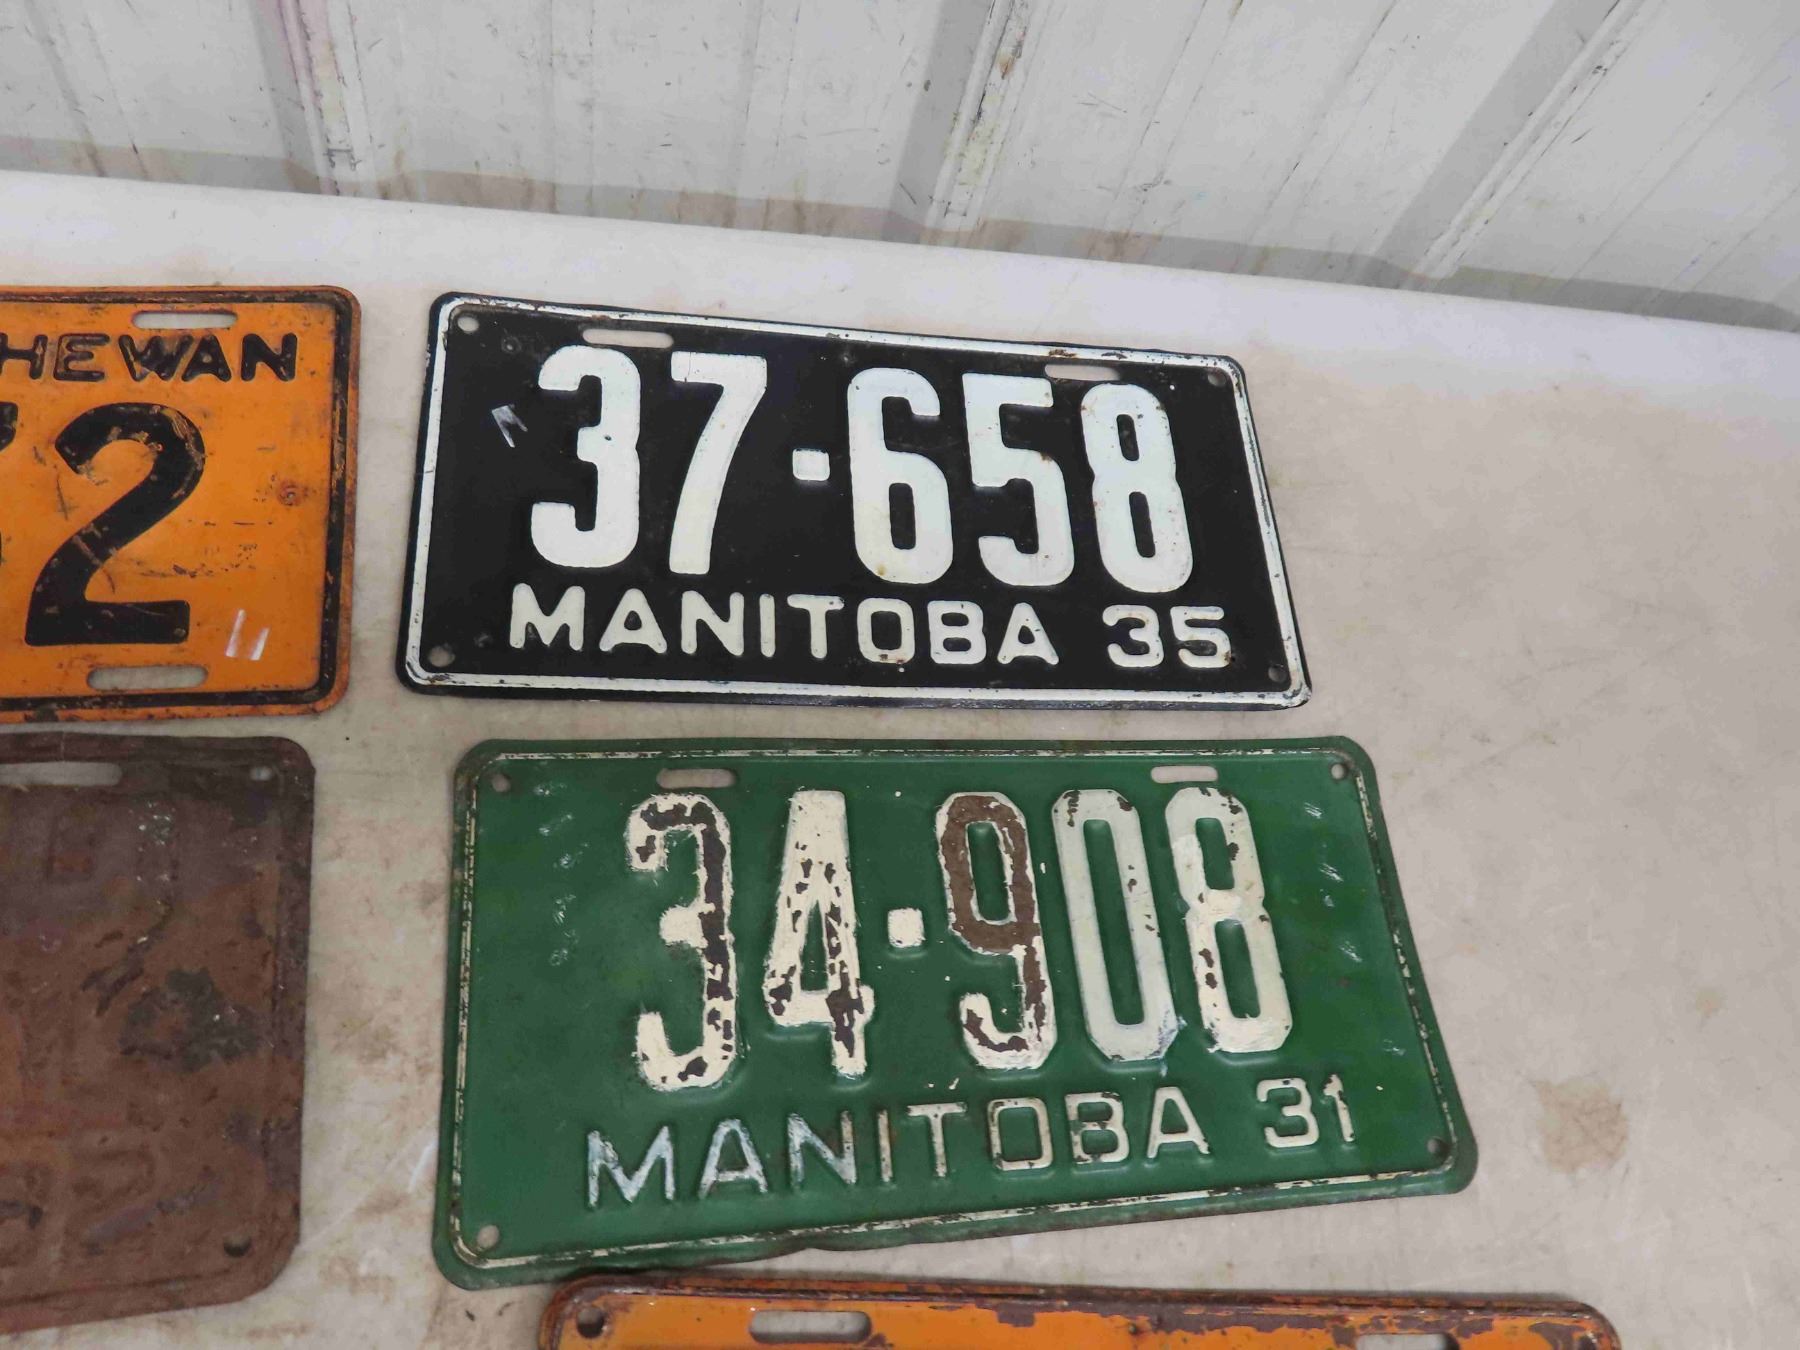 HEWAN
2
37-658
MANITOBA 35
34-908
MANITOBA 31